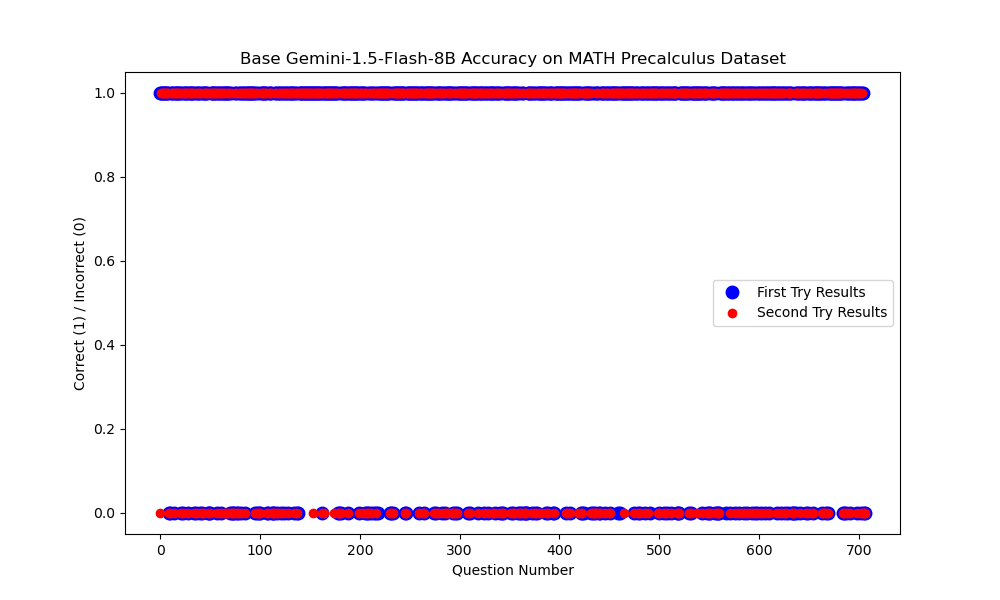 Base Gemini-1.5-Flash-8B Accuracy on MATH Precalculus Dataset
Correct (1) / Incorrect (0)
1.0
0.8
0.6
0.4
0.2
0.0
First Try Results
Second Try Results
0 100 200 300 400 500 600 700
Question Number